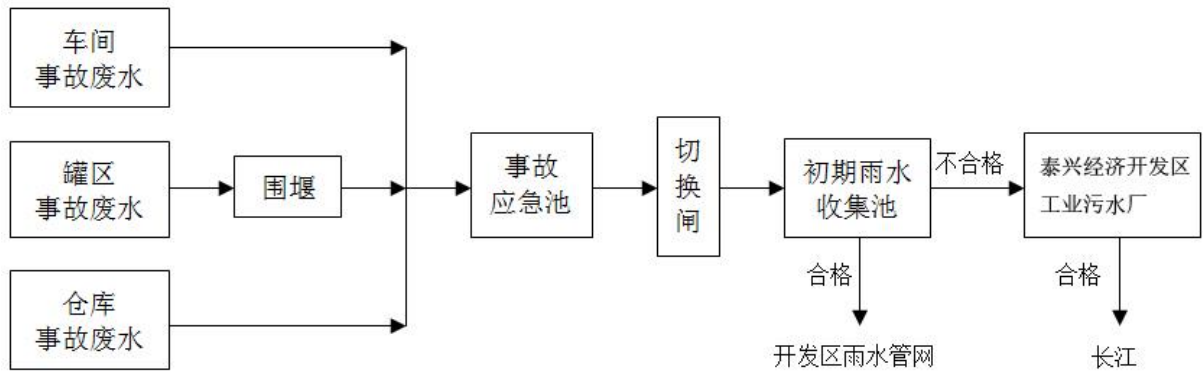 车间
事故废水
罐区
事故废水
围堰
仓库
事故废水
事故
应急池
切
换
闸
初期雨水
收集池
不合格
泰兴经济开发区
工业污水厂
合格
合格
开发区雨水管网
长江